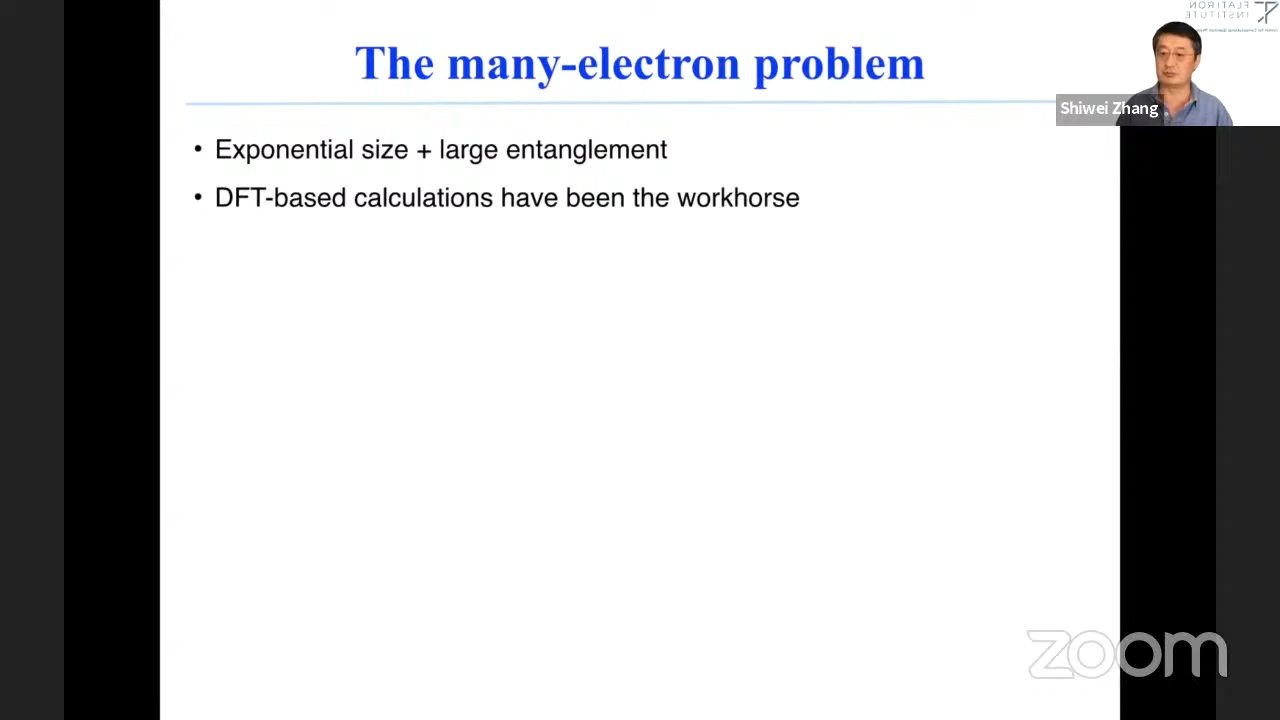 The many-electron problem
• Exponential size + large entanglement
• DFT-based calculations have been the workhorse
FLATIRON
INSTITUTE
Shiwei Zhang
zoom